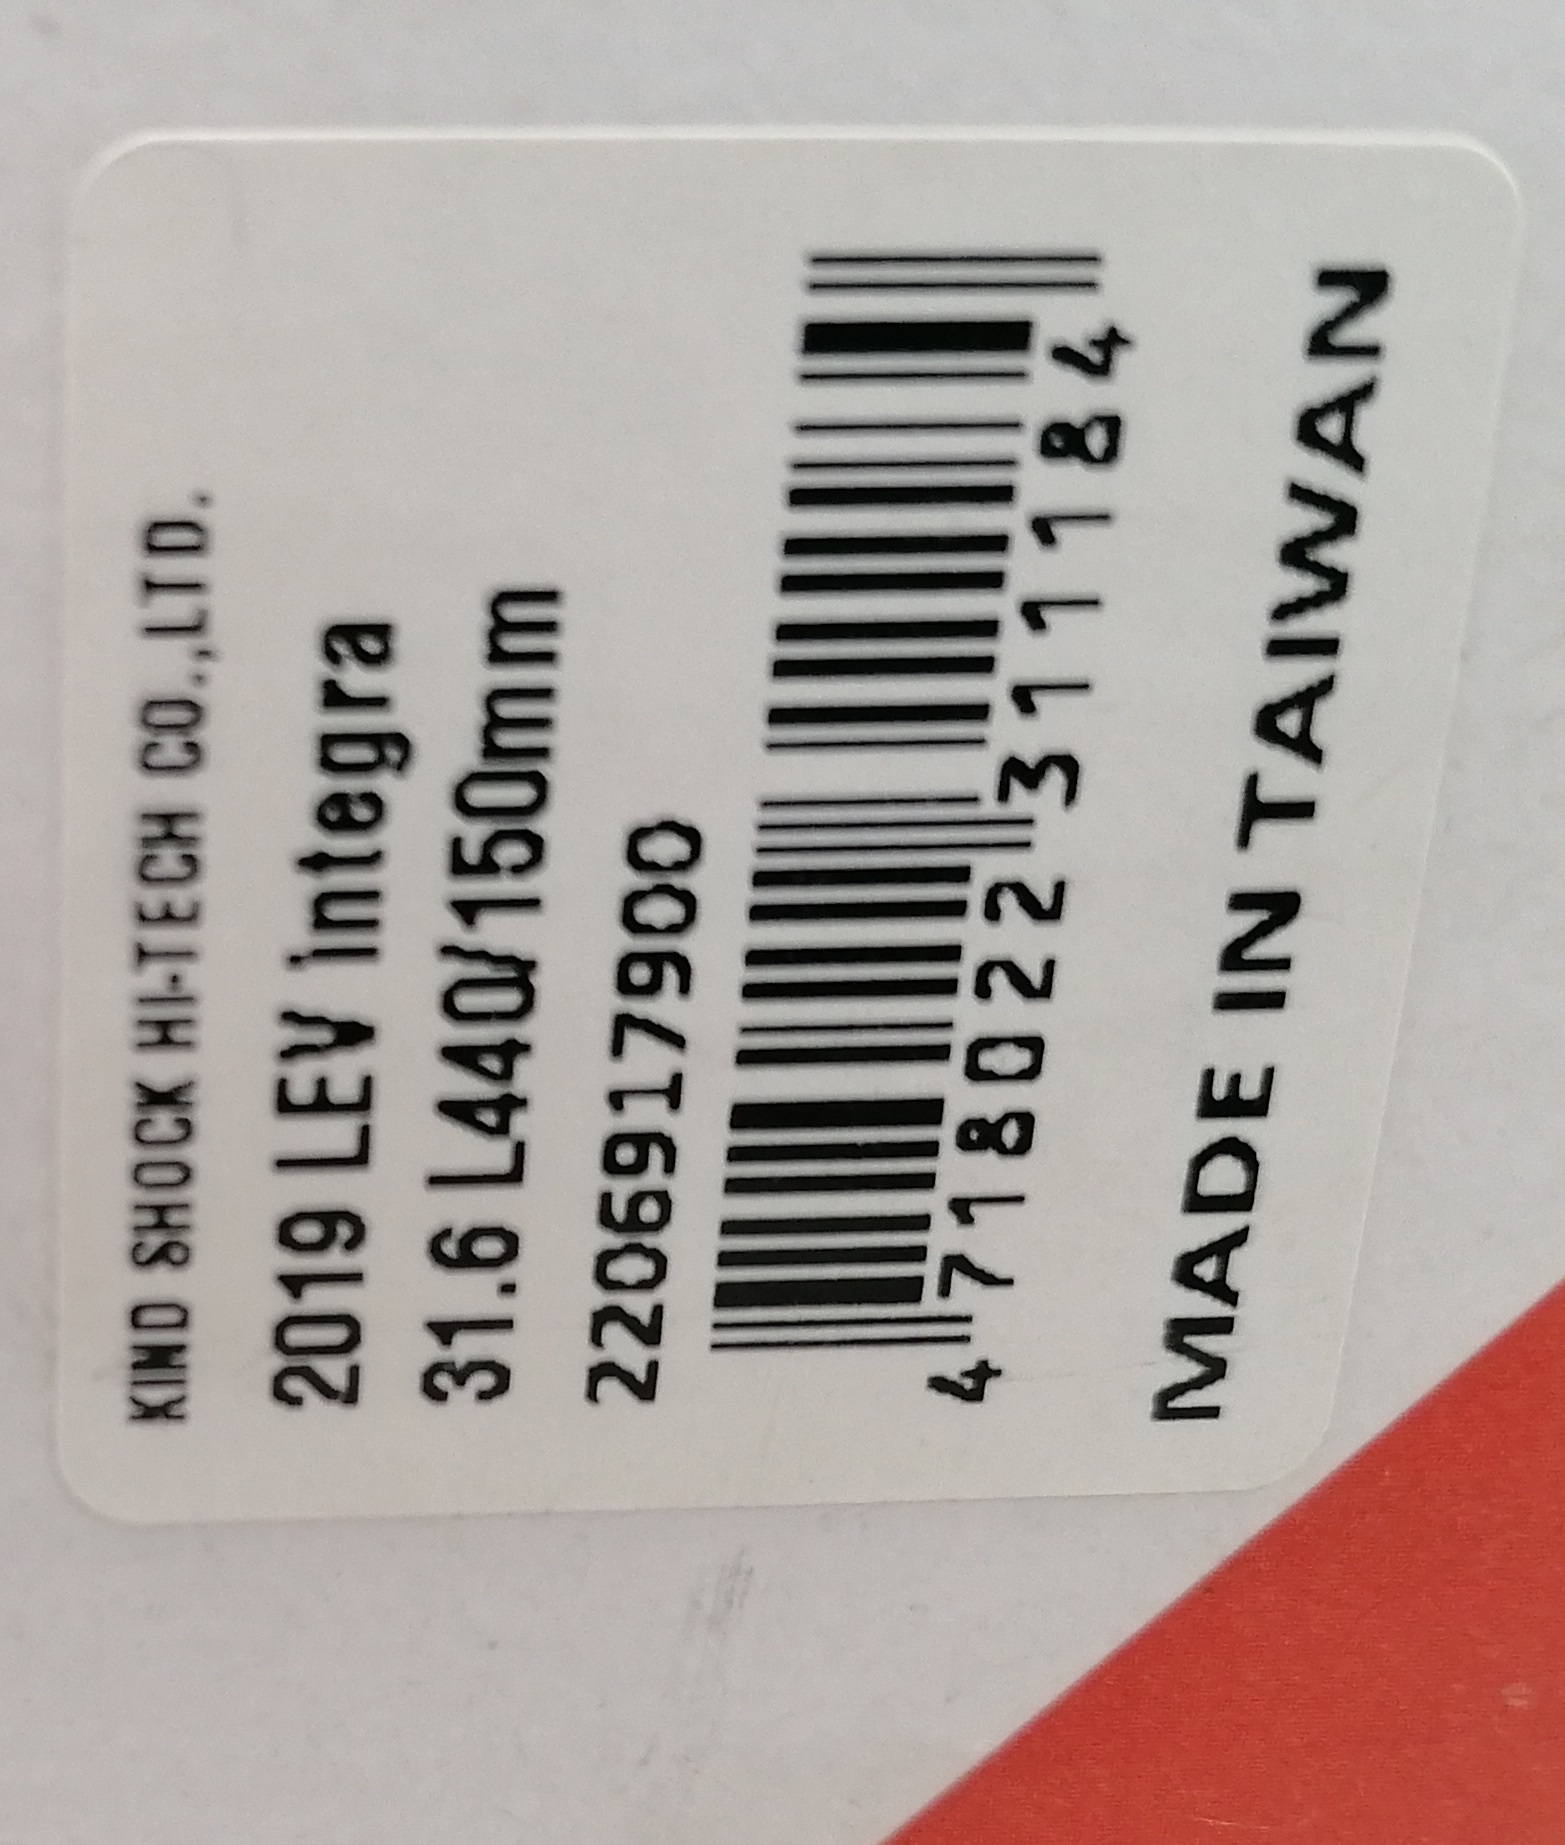 KIND SHOCK HI-TECH CO.,LTD.
2019 LEV integra
31.6 L440/150mm
2206917900
4 718022 311184
MADE IN TAIWAN